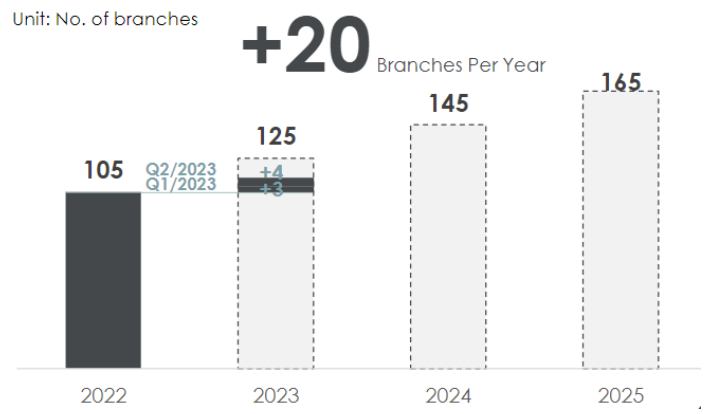 Unit: No. of branches
+20 Branches Per Year
165
145
125
105
Q2/2023 +4
Q1/2023 +3
2022 2023 2024 2025